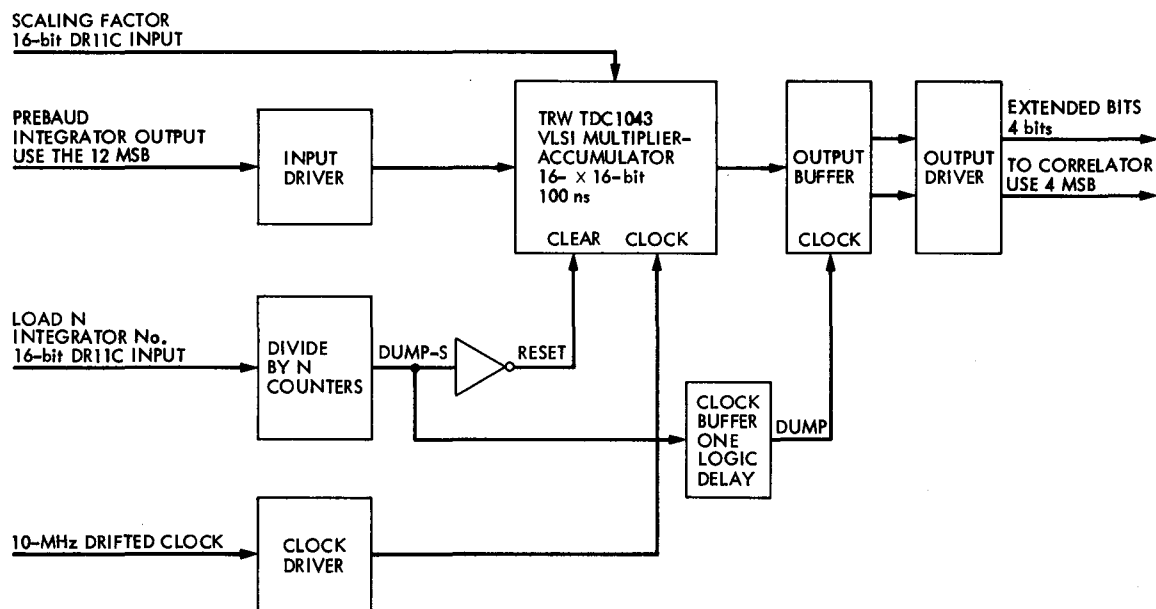 SCALING FACTOR
16-bit DR11C INPUT
PREBAUD
INTEGRATOR OUTPUT
USE THE 12 MSB
INPUT
DRIVER
TRW TDC1043
VLSI MULTIPLIER-
ACCUMULATOR
16- × 16-bit
100 ns
CLEAR CLOCK
OUTPUT
BUFFER
CLOCK
OUTPUT
DRIVER
EXTENDED BITS
4 bits
TO CORRELATOR
USE 4 MSB
LOAD N
INTEGRATOR No.
16-bit DR11C INPUT
DIVIDE
BY N
COUNTERS
DUMP-S
RESET
CLOCK
BUFFER
ONE
LOGIC
DELAY
DUMP
10-MHz DRIFTED CLOCK
CLOCK
DRIVER